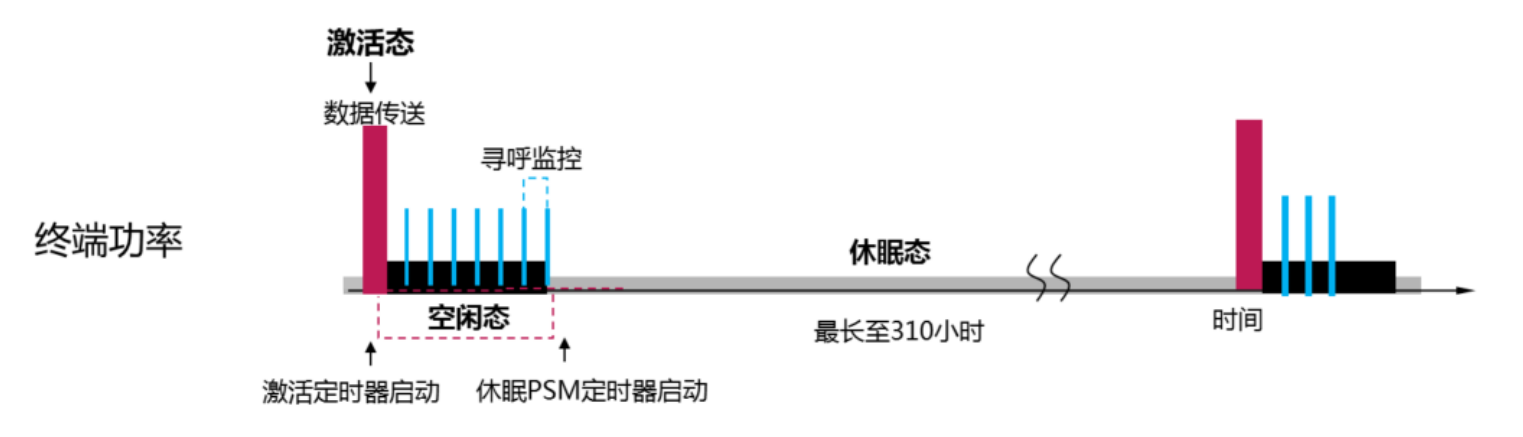 激活态
数据传送
寻呼监控
终端功率
休眠态
空闲态
最长至310小时
时间
激活定时器启动
休眠PSM定时器启动